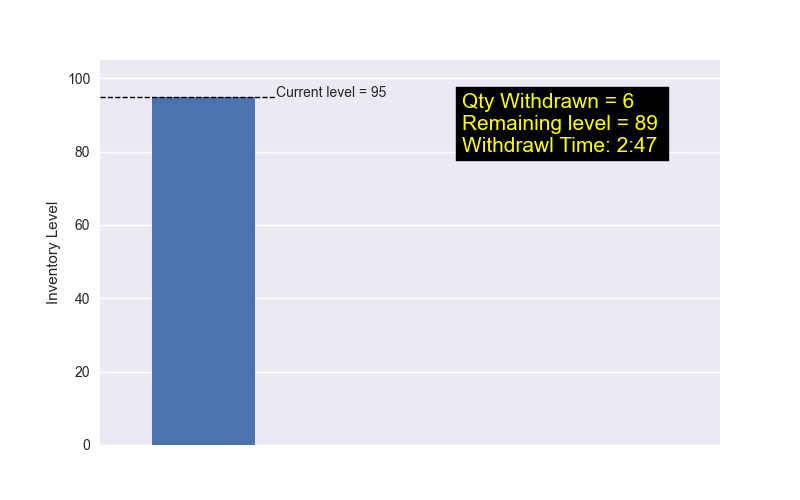 100
80
60
40
20
0
Inventory Level
Current level = 95
Qty Withdrawn = 6
Remaining level = 89
Withdrawl Time: 2:47